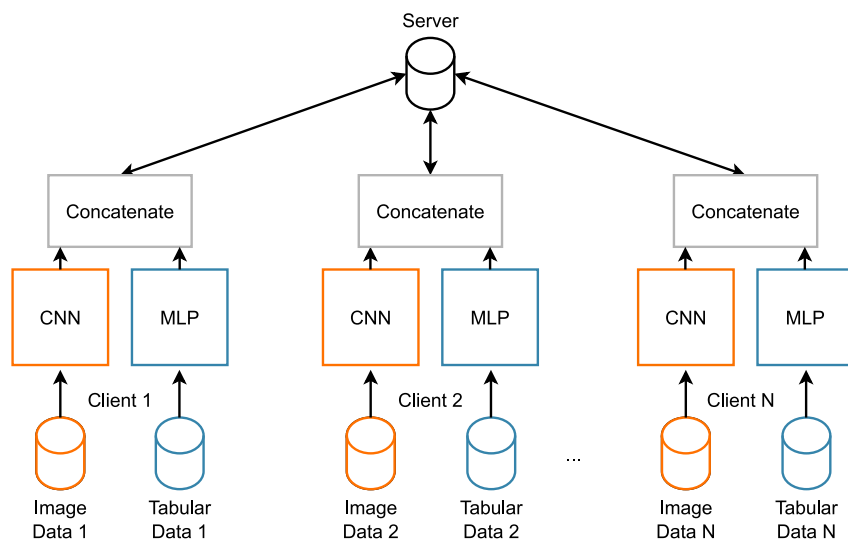 Server
Concatenate Concatenate Concatenate
CNN MLP CNN MLP CNN MLP
Client 1 Client 2 Client N
...
Image Tabular Image Tabular Image Tabular
Data 1 Data 1 Data 2 Data 2 Data N Data N